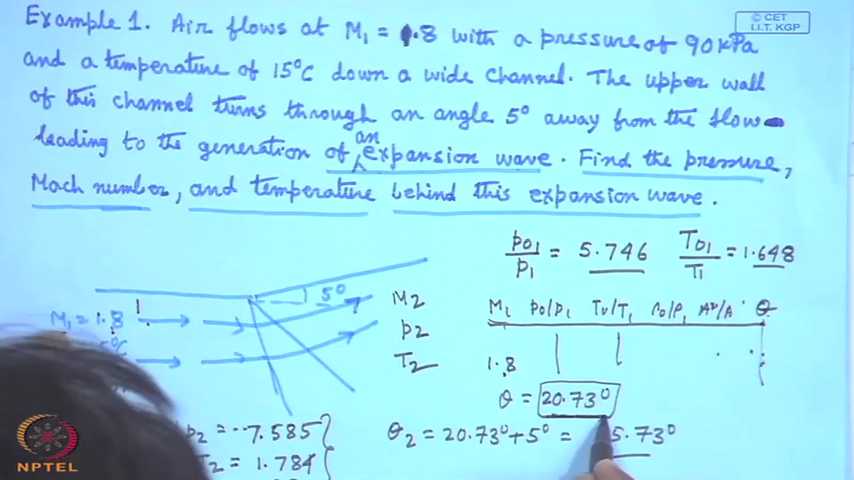 © CET
I.I.T. KGP
Example 1. Air flows at M1 = 1.8 with a pressure of 90 kPa
and a temperature of 15°C down a wide channel. The upper wall
of this channel turns through an angle 5° away from the flow
leading to the generation of an expansion wave. Find the pressure,
Mach number, and temperature behind this expansion wave.
p01/p1 = 5.746 T01/T1 = 1.648
5°
M1 = 1.8
5°C
M2
p2
T2
M1 p0/p1 T0/T1 A*/A θ
1.8
θ = 20.73°
p2 = 7.585
T2 = 1.784
θ2 = 20.73° + 5° = 5.73°
NPTEL